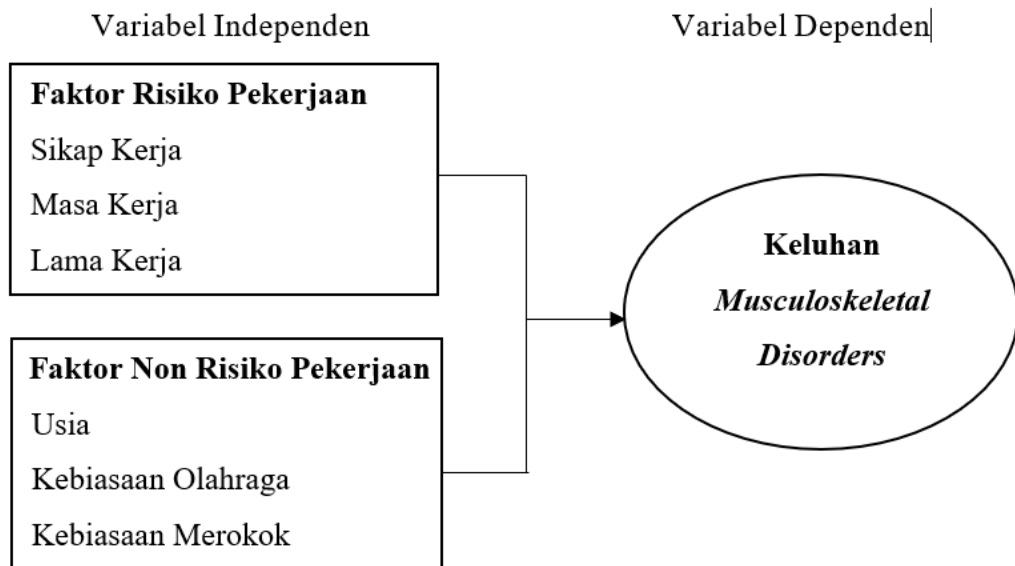 Variabel Independen
Variabel Dependen
Faktor Risiko Pekerjaan
Sikap Kerja
Masa Kerja
Lama Kerja
Faktor Non Risiko Pekerjaan
Usia
Kebiasaan Olahraga
Kebiasaan Merokok
Keluhan
Musculoskeletal
Disorders